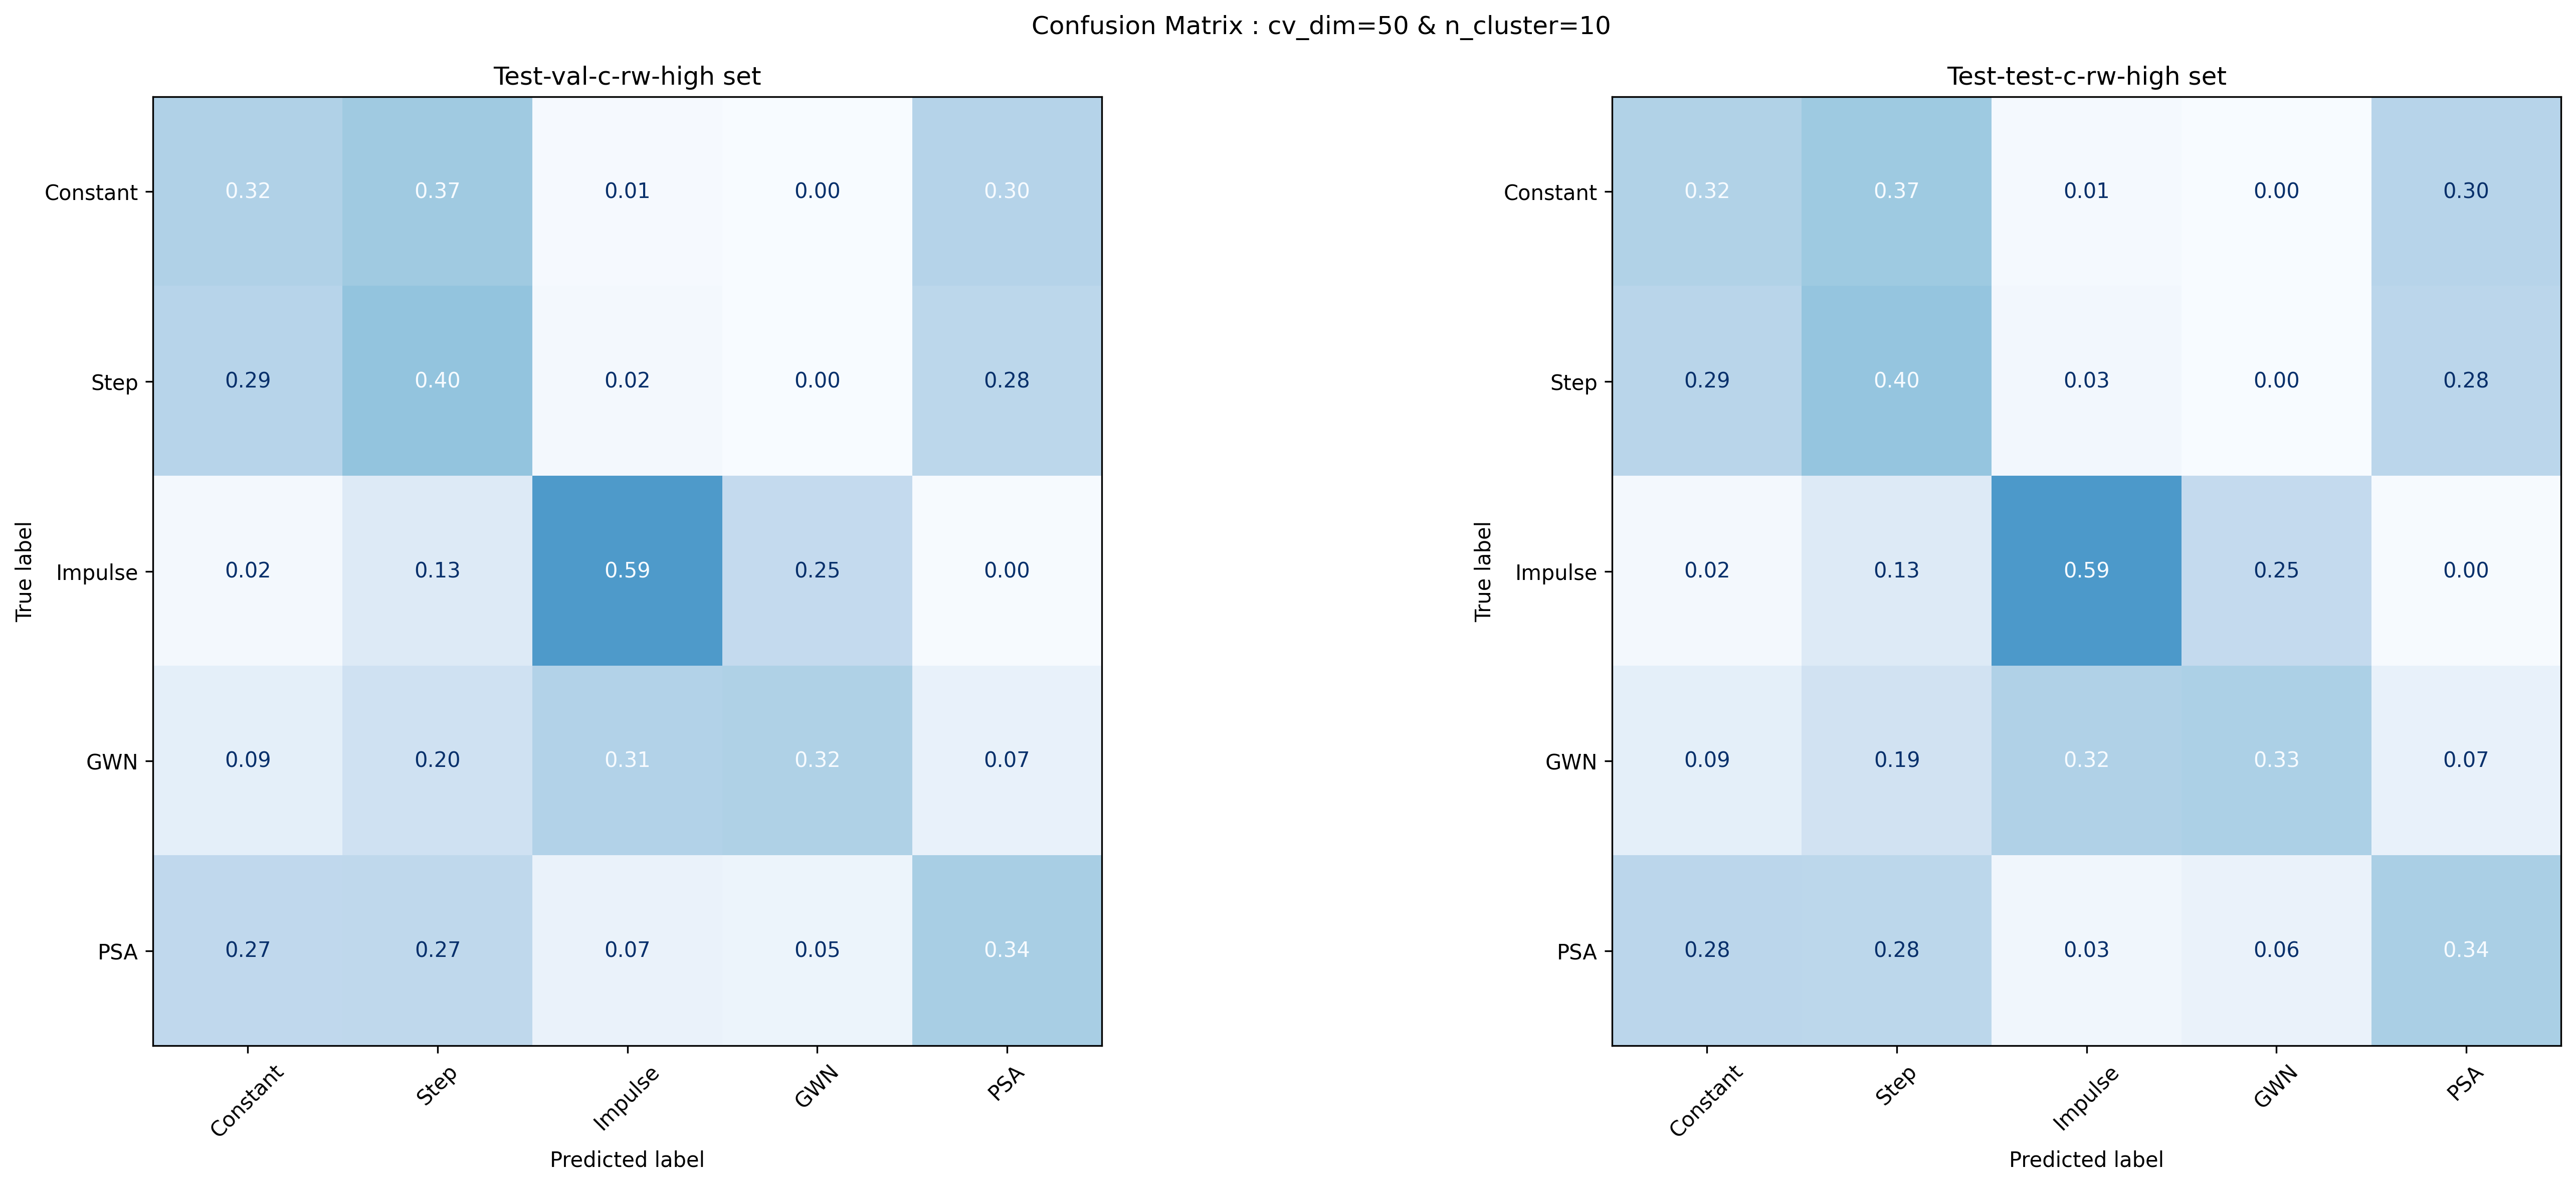 Confusion Matrix : cv_dim=50 & n_cluster=10
Test-val-c-rw-high set
True label
Constant 0.32 0.37 0.01 0.00 0.30
Step 0.29 0.40 0.02 0.00 0.28
Impulse 0.02 0.13 0.59 0.25 0.00
GWN 0.09 0.20 0.31 0.32 0.07
PSA 0.27 0.27 0.07 0.05 0.34
Constant Step Impulse GWN PSA
Predicted label
Test-test-c-rw-high set
True label
Constant 0.32 0.37 0.01 0.00 0.30
Step 0.29 0.40 0.03 0.00 0.28
Impulse 0.02 0.13 0.59 0.25 0.00
GWN 0.09 0.19 0.32 0.33 0.07
PSA 0.28 0.28 0.03 0.06 0.34
Constant Step Impulse GWN PSA
Predicted label